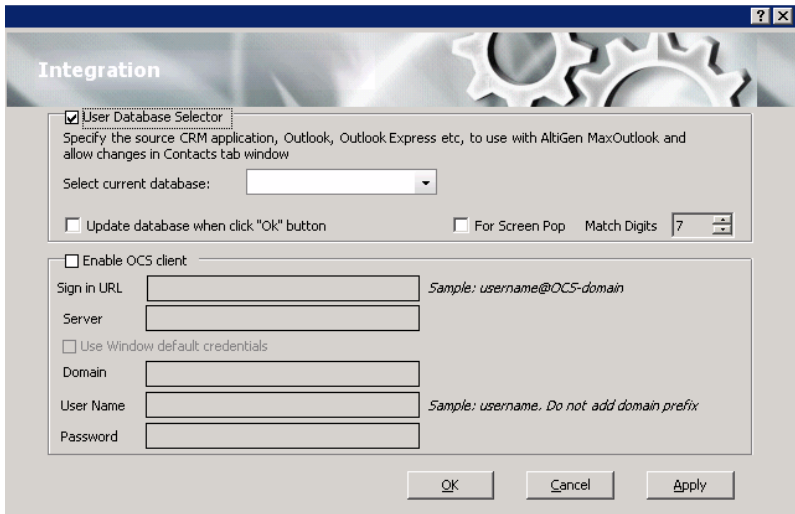 ?
Integration
User Database Selector
Specify the source CRM application, Outlook, Outlook Express etc, to use with AltiGen MaxOutlook and
allow changes in Contacts tab window
Select current database:
Update database when click "Ok" button For Screen Pop Match Digits 7
Enable OCS client
Sign in URL Sample: username@OCS-domain
Server
Use Window default credentials
Domain
User Name Sample: username. Do not add domain prefix
Password
OK Cancel Apply